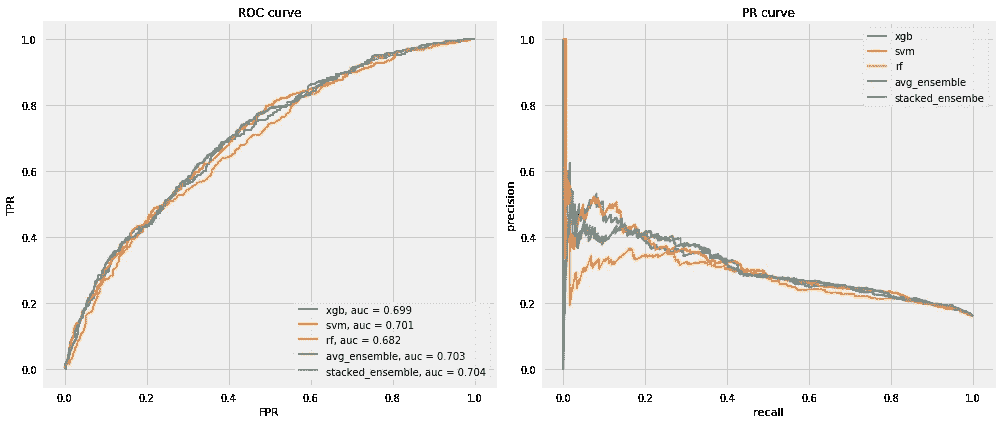 ROC curve
1.0
0.8
0.6
0.4
0.2
0.0
TPR
0.0 0.2 0.4 0.6 0.8 1.0
FPR
xgb, auc = 0.699
svm, auc = 0.701
rf, auc = 0.682
avg_ensemble, auc = 0.703
stacked_ensemble, auc = 0.704
PR curve
1.0
0.8
0.6
0.4
0.2
0.0
precision
0.0 0.2 0.4 0.6 0.8 1.0
recall
xgb
svm
rf
avg_ensemble
stacked_ensembe